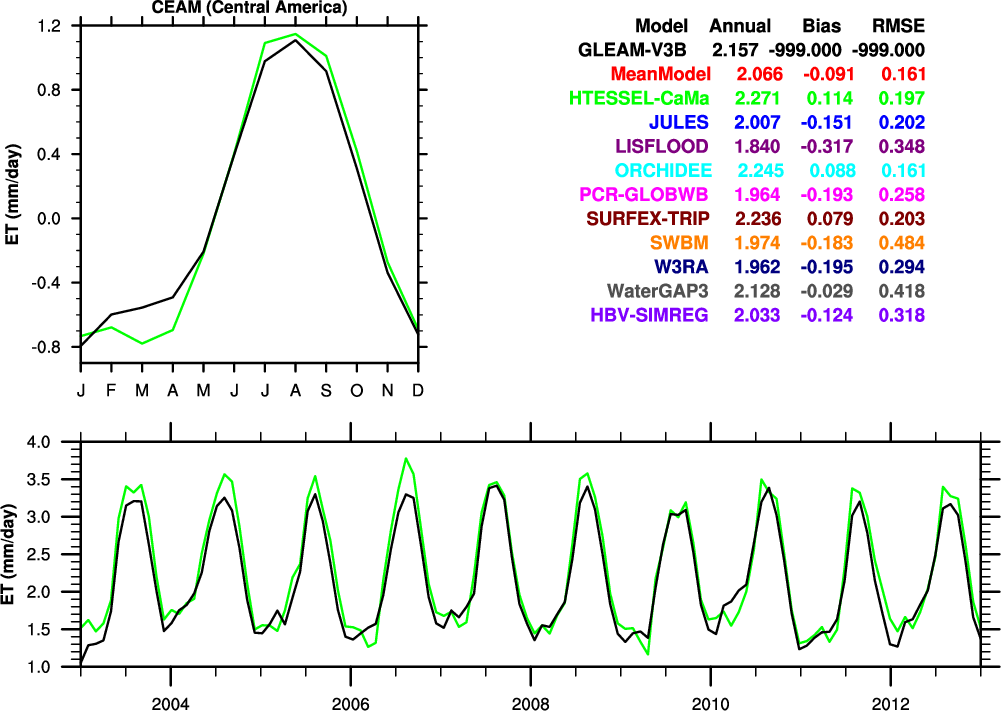 CEAM (Central America)
Model Annual Bias RMSE
GLEAM-V3B 2.157 -999.000 -999.000
MeanModel 2.066 -0.091 0.161
HTESSEL-CaMa 2.271 0.114 0.197
JULES 2.007 -0.151 0.202
LISFLOOD 1.840 -0.317 0.348
ORCHIDEE 2.245 0.088 0.161
PCR-GLOBWB 1.964 -0.193 0.258
SURFEX-TRIP 2.236 0.079 0.203
SWBM 1.974 -0.183 0.484
W3RA 1.962 -0.195 0.294
WaterGAP3 2.128 -0.029 0.418
HBV-SIMREG 2.033 -0.124 0.318
ET (mm/day)
1.2
0.8
0.4
0.0
-0.4
-0.8
J F M A M J J A S O N D
ET (mm/day)
4.0
3.5
3.0
2.5
2.0
1.5
1.0
2004 2006 2008 2010 2012